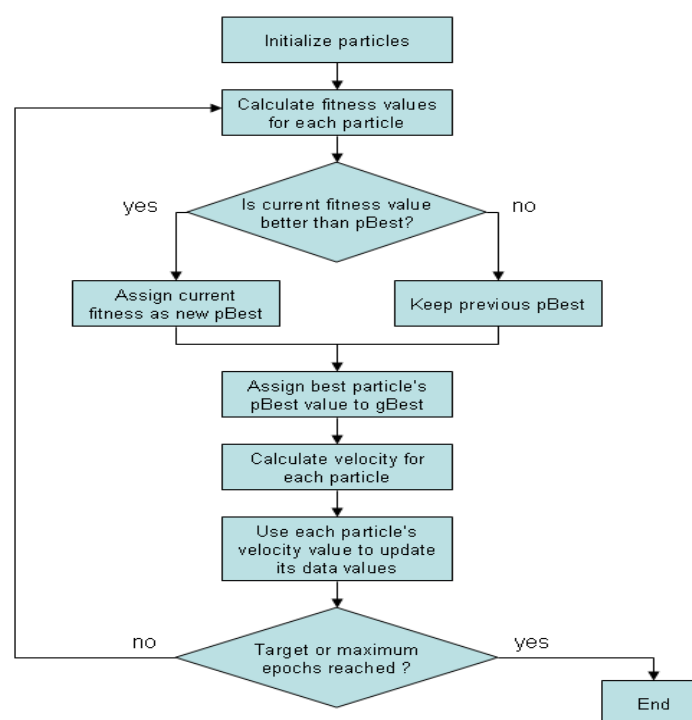 Initialize particles
Calculate fitness values
for each particle
Is current fitness value
better than pBest?
yes
no
Assign current
fitness as new pBest
Keep previous pBest
Assign best particle's
pBest value to gBest
Calculate velocity for
each particle
Use each particle's
velocity value to update
its data values
Target or maximum
epochs reached ?
no
yes
End